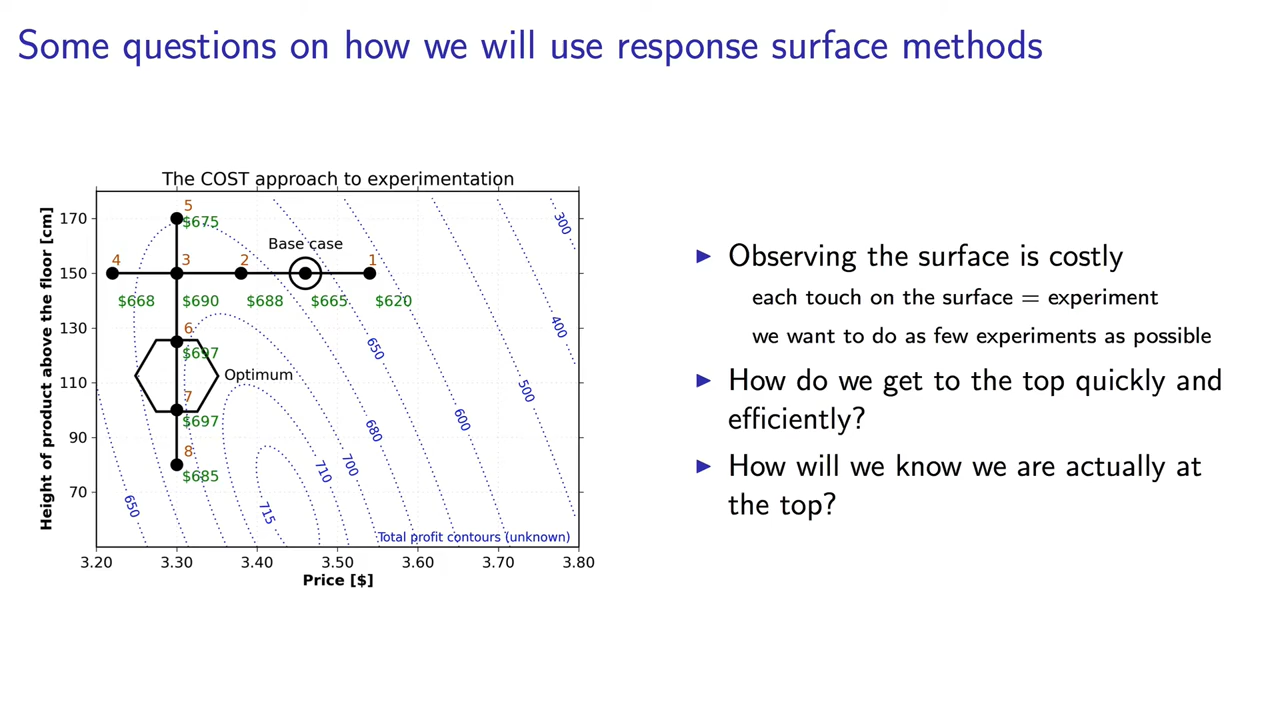 Some questions on how we will use response surface methods
The COST approach to experimentation
Height of product above the floor [cm]
170
150
130
110
90
70
5
$675
Base case
4
3
2
1
$668
$690
$688
$665
$620
6
$697
Optimum
7
$697
8
$685
300
400
500
600
650
680
700
710
715
650
Total profit contours (unknown)
3.20 3.30 3.40 3.50 3.60 3.70 3.80
Price [$]
Observing the surface is costly
each touch on the surface = experiment
we want to do as few experiments as possible
How do we get to the top quickly and
efficiently?
How will we know we are actually at
the top?